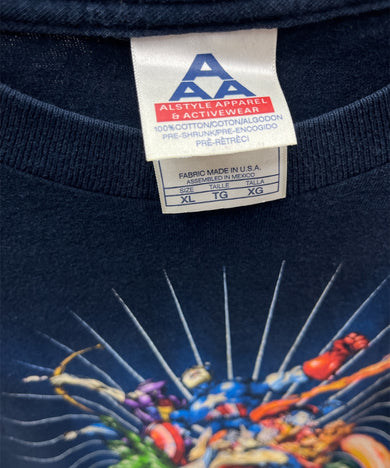 A
AA
ALSTYLE APPAREL
& ACTIVEWEAR
100%COTTON/COTON/ALGODON
PRE-SHRUNK/PRE-ENCOGIDO
PRÉ-RÉTRÉCI
FABRIC MADE IN U.S.A.
ASSEMBLED IN MEXICO
SIZE TAILLE TALLA
XL TG XG